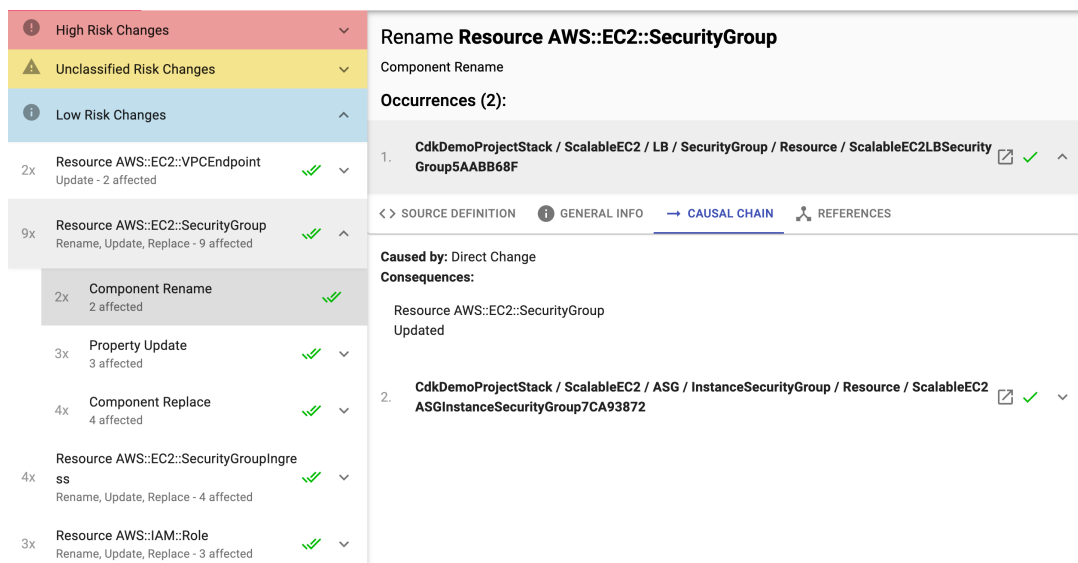 High Risk Changes
Unclassified Risk Changes
Low Risk Changes
2x
Resource AWS::EC2::VPCEndpoint
Update - 2 affected
9x
Resource AWS::EC2::SecurityGroup
Rename, Update, Replace - 9 affected
2x
Component Rename
2 affected
3x
Property Update
3 affected
4x
Component Replace
4 affected
4x
Resource AWS::EC2::SecurityGroupIngre
ss
Rename, Update, Replace - 4 affected
3x
Resource AWS::IAM::Role
Rename, Update, Replace - 3 affected
Rename Resource AWS::EC2::SecurityGroup
Component Rename
Occurrences (2):
1.
CdkDemoProjectStack / ScalableEC2 / LB / SecurityGroup / Resource / ScalableEC2LBSecurity
Group5AABB68F
SOURCE DEFINITION GENERAL INFO CAUSAL CHAIN REFERENCES
Caused by: Direct Change
Consequences:
Resource AWS::EC2::SecurityGroup
Updated
2.
CdkDemoProjectStack / ScalableEC2 / ASG / InstanceSecurityGroup / Resource / ScalableEC2
ASGInstanceSecurityGroup7CA93872